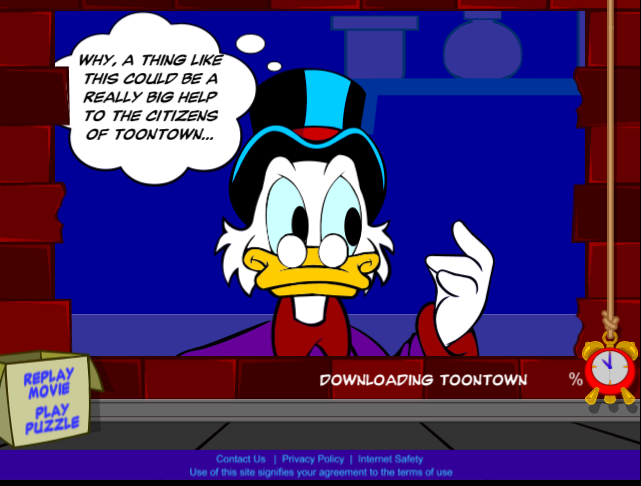 WHY, A THING LIKE
THIS COULD BE A
REALLY BIG HELP
TO THE CITIZENS
OF TOONTOWN...
DOWNLOADING TOONTOWN %
REPLAY
MOVIE
PLAY
PUZZLE
Contact Us | Privacy Policy | Internet Safety
Use of this site signifies your agreement to the terms of use